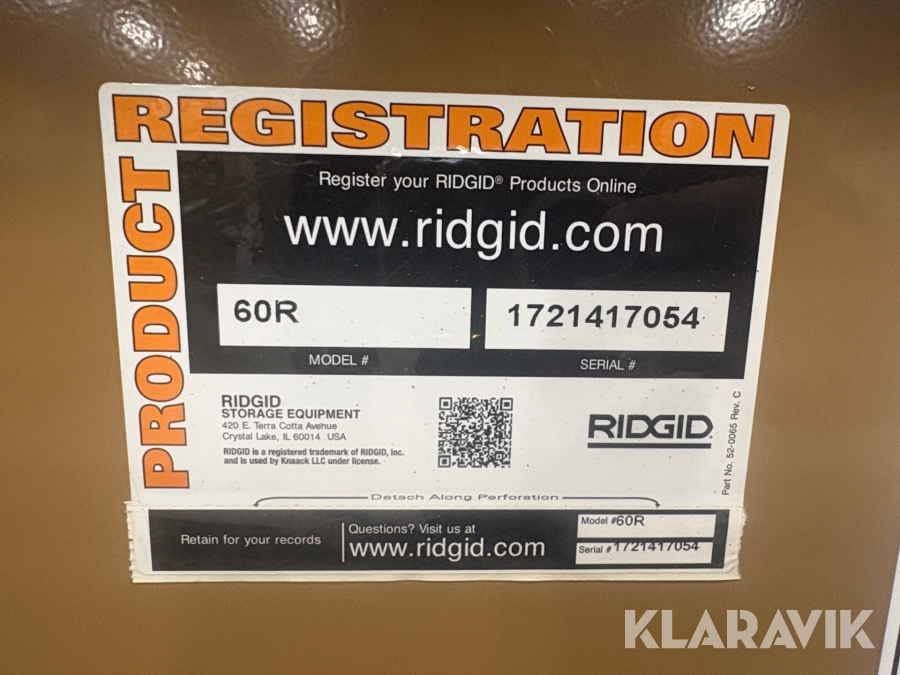 PRODUCT REGISTRATION
Register your RIDGID® Products Online
www.ridgid.com
60R
1721417054
MODEL #
SERIAL #
RIDGID
STORAGE EQUIPMENT
420 E. Terra Cotta Avenue
Crystal Lake, IL 60014 USA
RIDGID is a registered trademark of RIDGID, Inc.
and is used by Knaack LLC under license.
RIDGID
Part No. 52-0065 Rev. C
Detach Along Perforation
Retain for your records
Questions? Visit us at
www.ridgid.com
Model #60R
Serial #1721417054
KLARAVIK